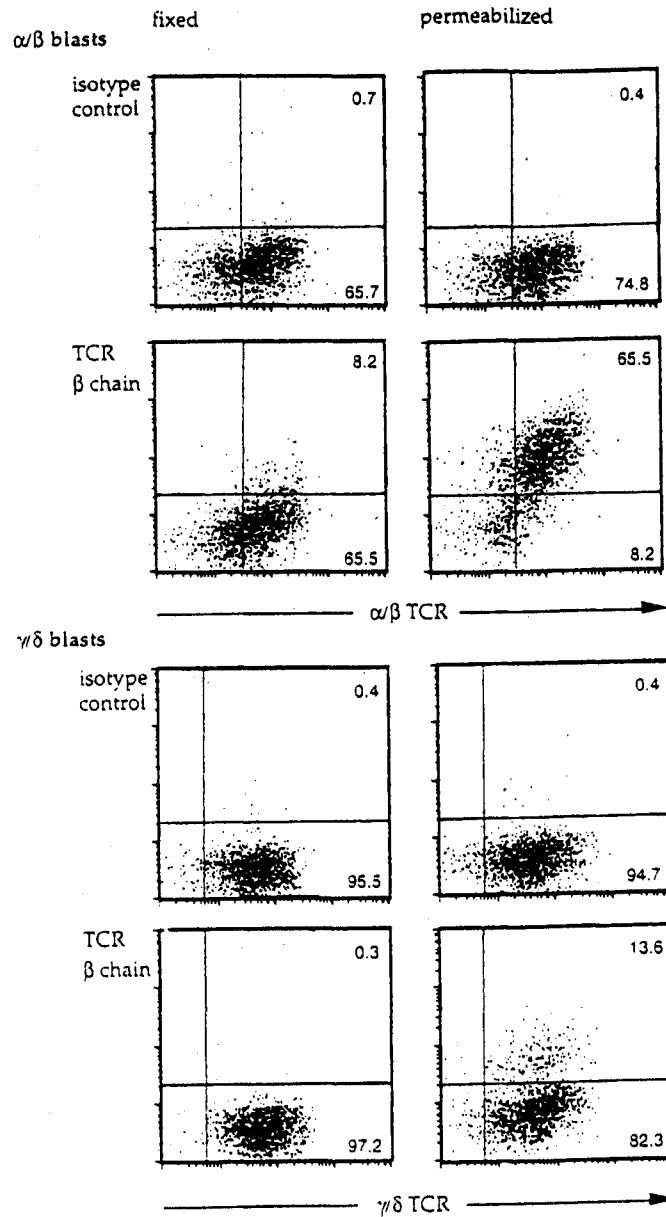 fixed permeabilized
α/β blasts
isotype
control
0.7 0.4
65.7 74.8
TCR
β chain
8.2 65.5
65.5 8.2
α/β TCR
γ/δ blasts
isotype
control
0.4 0.4
95.5 94.7
TCR
β chain
0.3 13.6
97.2 82.3
γ/δ TCR